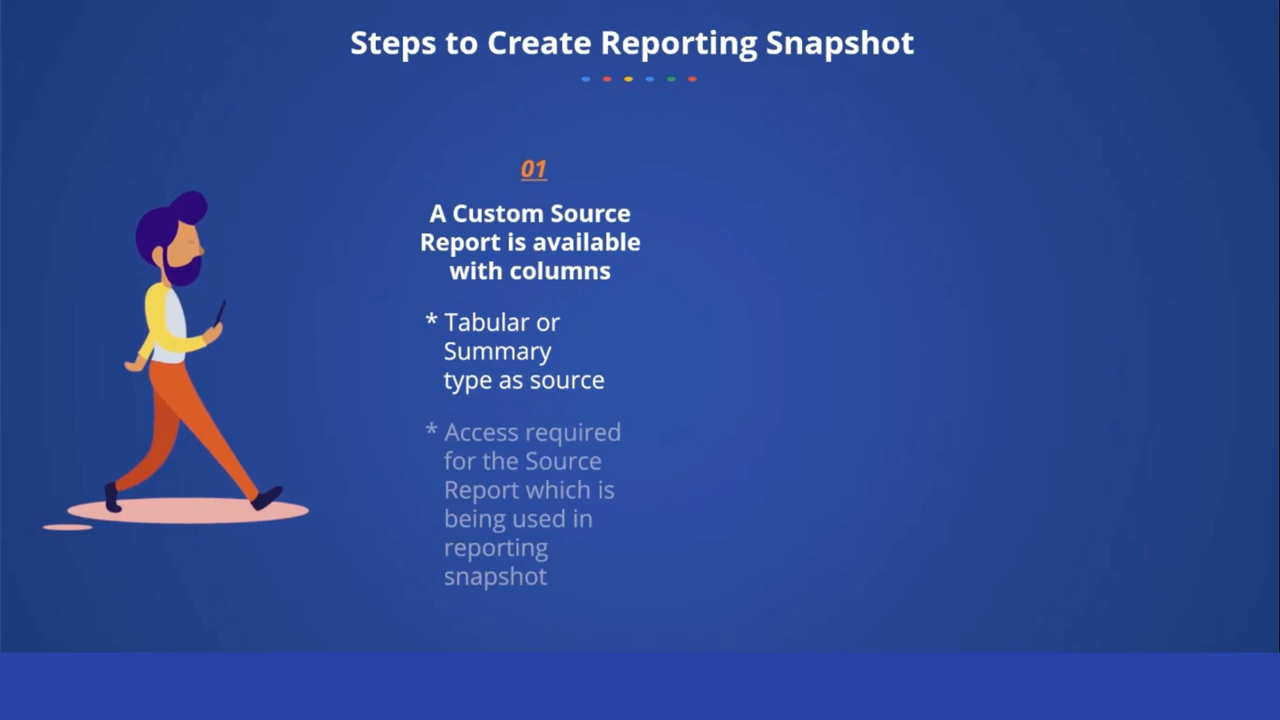 Steps to Create Reporting Snapshot
01
A Custom Source
Report is available
with columns
* Tabular or
Summary
type as source
* Access required
for the Source
Report which is
being used in
reporting
snapshot